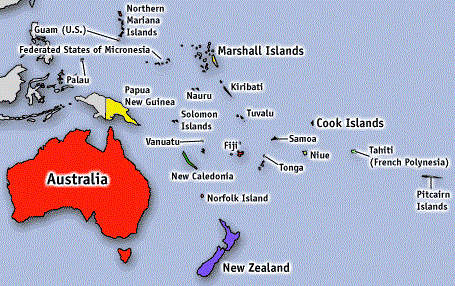 Northern
Mariana
Islands
Guam (U.S.)
Federated States of Micronesia
Marshall Islands
Palau
Papua
New Guinea
Nauru
Kiribati
Solomon
Islands
Tuvalu
Cook Islands
Vanuatu
Fiji
Samoa
Niue
Tahiti
(French Polynesia)
Tonga
New Caledonia
Australia
Norfolk Island
Pitcairn
Islands
New Zealand